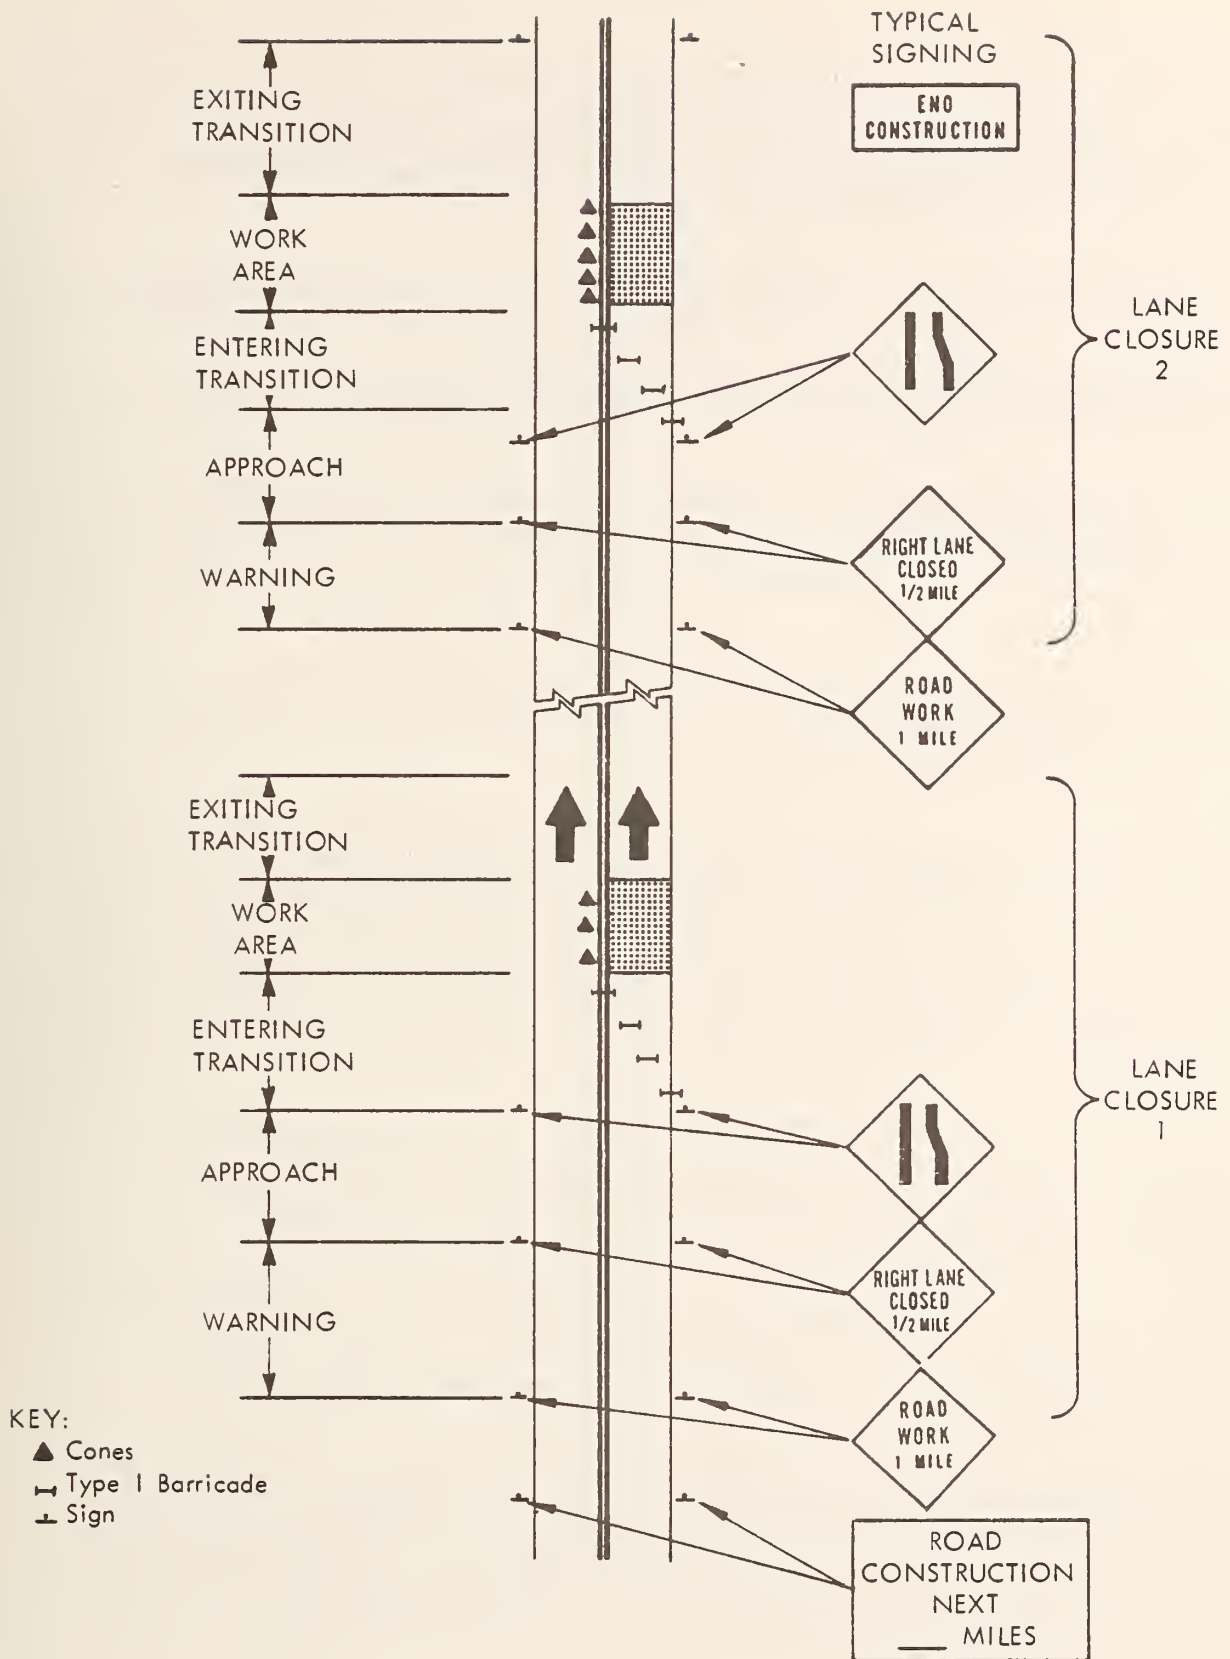 TYPICAL
SIGNING
END
CONSTRUCTION
EXITING
TRANSITION
WORK
AREA
ENTERING
TRANSITION
APPROACH
WARNING
RIGHT LANE
CLOSED
1/2 MILE
ROAD
WORK
1 MILE
LANE
CLOSURE
2
EXITING
TRANSITION
WORK
AREA
ENTERING
TRANSITION
APPROACH
WARNING
RIGHT LANE
CLOSED
1/2 MILE
ROAD
WORK
1 MILE
LANE
CLOSURE
1
KEY:
Cones
Type I Barricade
Sign
ROAD
CONSTRUCTION
NEXT
___ MILES